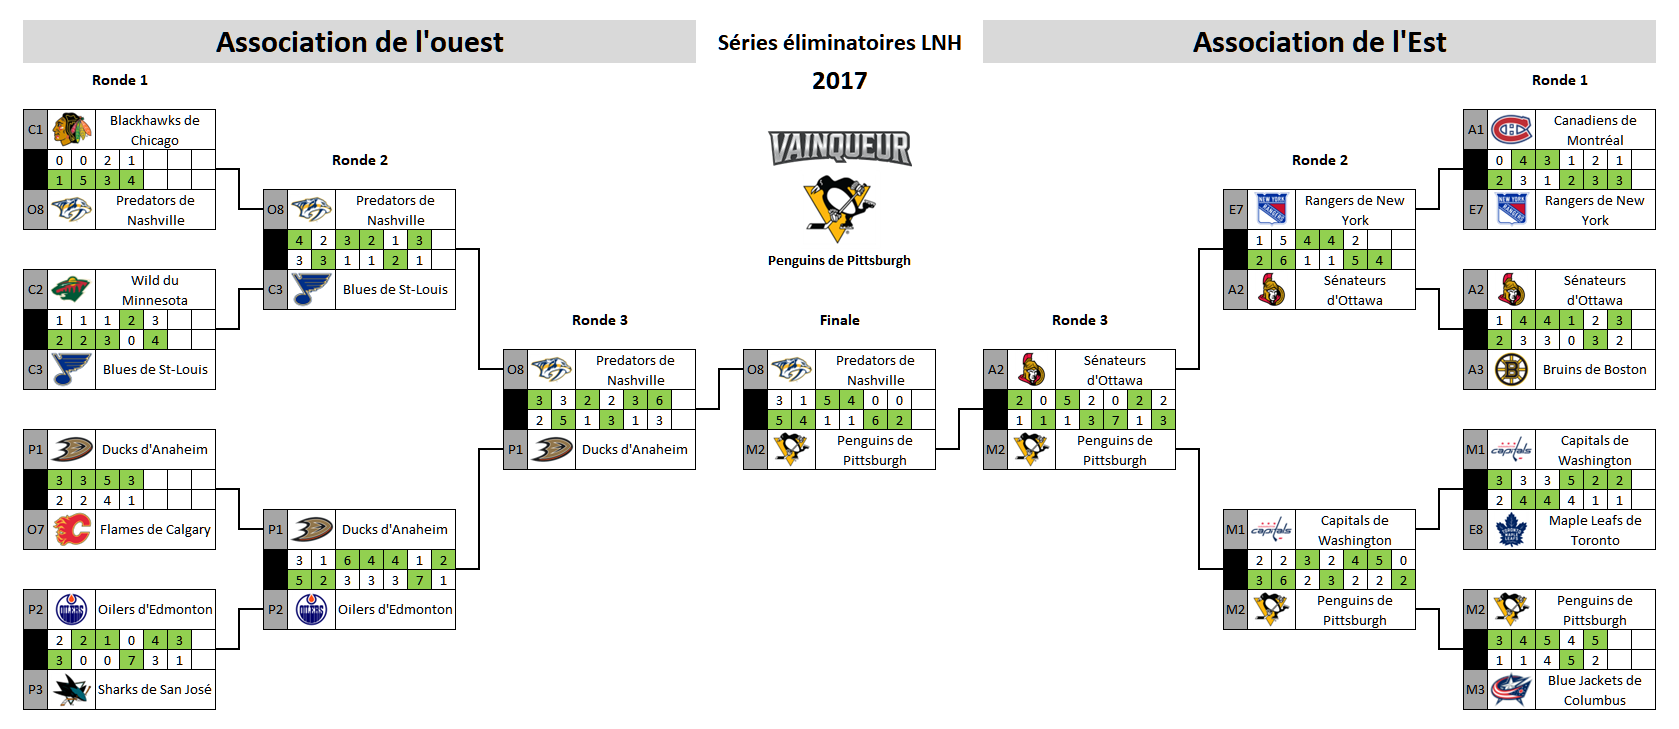 Association de l'ouest
Séries éliminatoires LNH
2017
Association de l'Est
Ronde 1
C1
Blackhawks de
Chicago
0 0 2 1
1 5 3 4
O8
Predators de
Nashville
C2
Wild du
Minnesota
1 1 1 2 3
2 2 3 0 4
C3
Blues de St-Louis
P1
Ducks d'Anaheim
3 3 5 3
2 2 4 1
O7
Flames de Calgary
P2
OILERS
Oilers d'Edmonton
2 2 1 0 4 3
3 0 0 7 3 1
P3
Sharks de San José
Ronde 2
O8
Predators de
Nashville
4 2 3 2 1 3
3 3 1 1 2 1
C3
Blues de St-Louis
P1
Ducks d'Anaheim
3 1 6 4 4 1 2
5 2 3 3 3 7 1
P2
OILERS
Oilers d'Edmonton
Ronde 3
O8
Predators de
Nashville
3 3 2 2 3 6
2 5 1 3 1 3
P1
Ducks d'Anaheim
VAINQUEUR
Penguins de Pittsburgh
Finale
O8
Predators de
Nashville
3 1 5 4 0 0
5 4 1 1 6 2
M2
Penguins de
Pittsburgh
Ronde 3
A2
Sénateurs
d'Ottawa
2 0 5 2 0 2 2
1 1 1 3 7 1 3
M2
Penguins de
Pittsburgh
Ronde 2
E7
NEW YORK
RANGERS
Rangers de New
York
1 5 4 4 2
2 6 1 1 5 4
A2
Sénateurs
d'Ottawa
M1
capitals
Capitals de
Washington
2 2 3 2 4 5 0
3 6 2 3 2 2 2
M2
Penguins de
Pittsburgh
Ronde 1
A1
Canadiens de
Montréal
0 4 3 1 2 1
2 3 1 2 3 3
E7
NEW YORK
RANGERS
Rangers de New
York
A2
Sénateurs
d'Ottawa
1 4 4 1 2 3
2 3 3 0 3 2
A3
B
Bruins de Boston
M1
capitals
Capitals de
Washington
3 3 3 5 2 2
2 4 4 4 1 1
E8
TORONTO
MAPLE
LEAFS
Maple Leafs de
Toronto
M2
Penguins de
Pittsburgh
3 4 5 4 5
1 1 4 5 2
M3
Blue Jackets de
Columbus